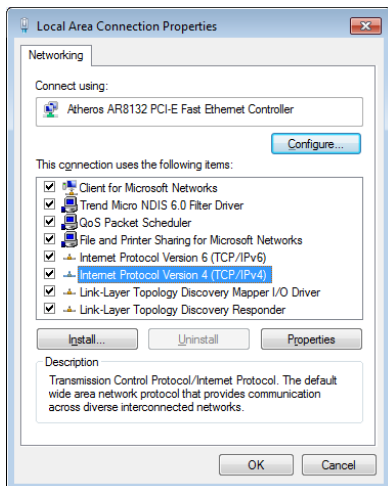 Local Area Connection Properties
Networking
Connect using:
Atheros AR8132 PCI-E Fast Ethernet Controller
Configure...
This connection uses the following items:
Client for Microsoft Networks
Trend Micro NDIS 6.0 Filter Driver
QoS Packet Scheduler
File and Printer Sharing for Microsoft Networks
Internet Protocol Version 6 (TCP/IPv6)
Internet Protocol Version 4 (TCP/IPv4)
Link-Layer Topology Discovery Mapper I/O Driver
Link-Layer Topology Discovery Responder
Install... Uninstall Properties
Description
Transmission Control Protocol/Internet Protocol. The default
wide area network protocol that provides communication
across diverse interconnected networks.
OK Cancel